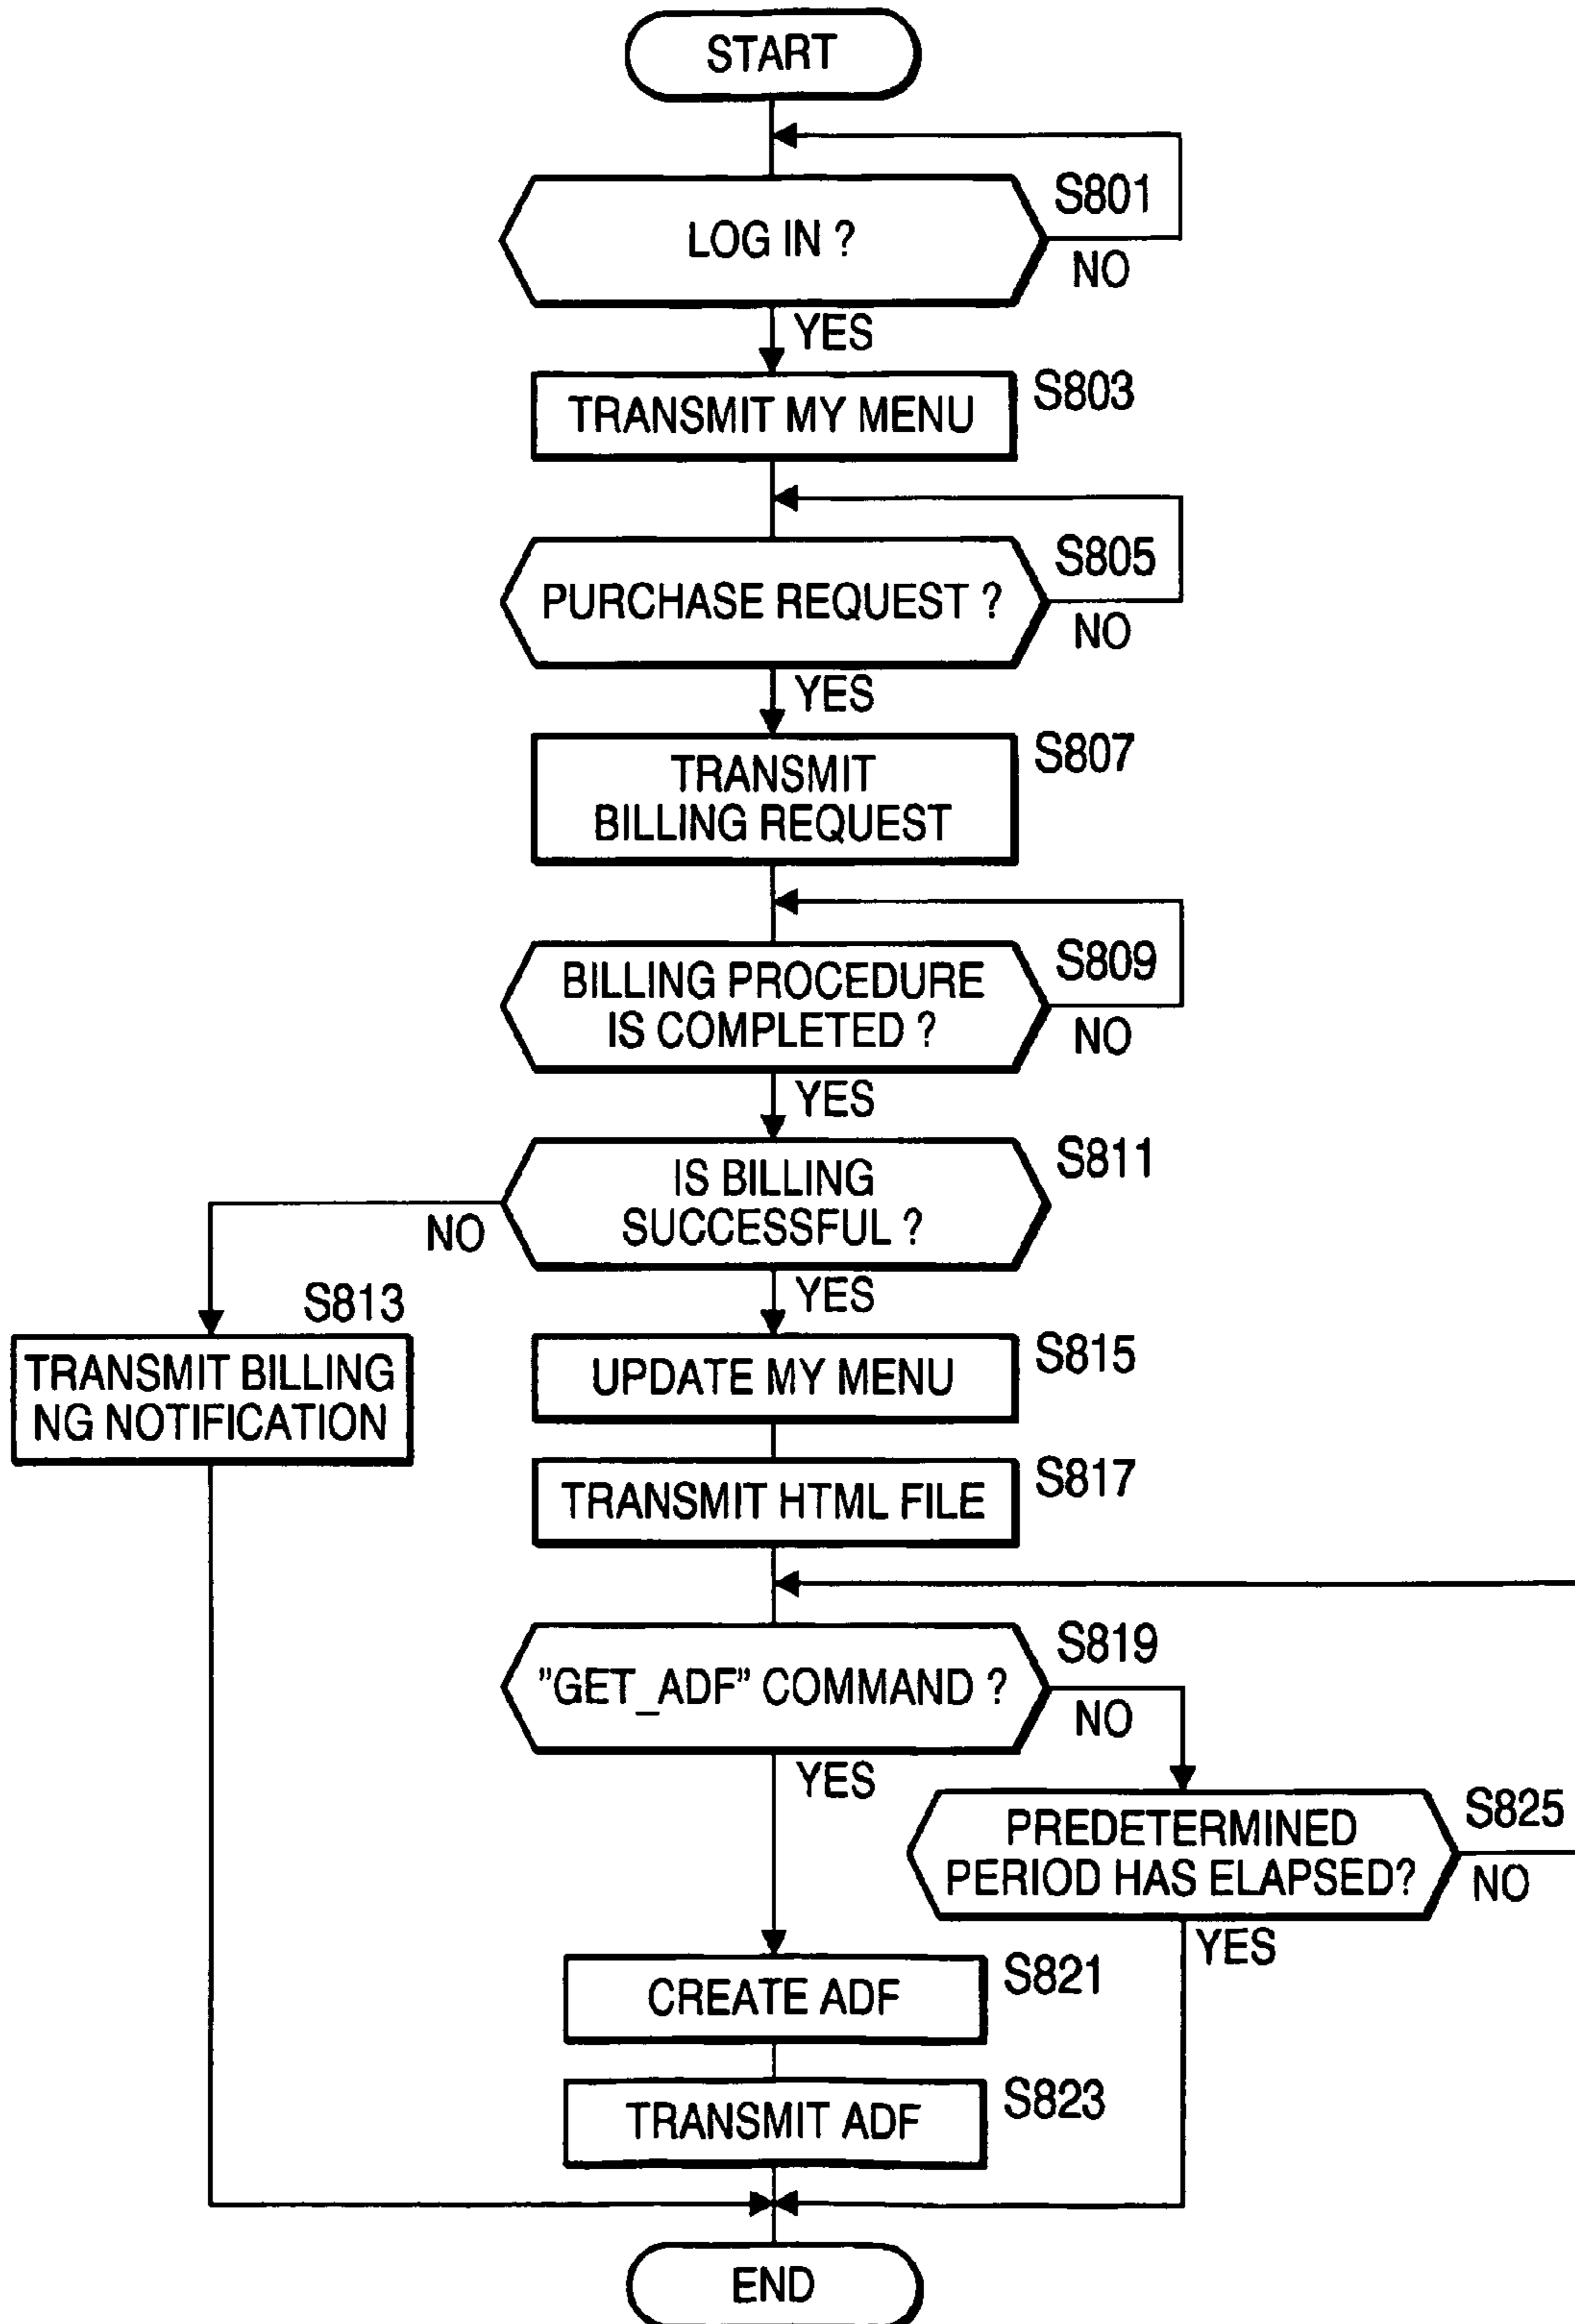 START
S801
LOG IN ?
NO
YES
S803
TRANSMIT MY MENU
S805
PURCHASE REQUEST ?
NO
YES
S807
TRANSMIT
BILLING REQUEST
S809
BILLING PROCEDURE
IS COMPLETED ?
NO
YES
S811
IS BILLING
SUCCESSFUL ?
NO
YES
S813
TRANSMIT BILLING
NG NOTIFICATION
S815
UPDATE MY MENU
S817
TRANSMIT HTML FILE
S819
"GET_ADF" COMMAND ?
NO
YES
S825
PREDETERMINED
PERIOD HAS ELAPSED?
NO
YES
S821
CREATE ADF
S823
TRANSMIT ADF
END